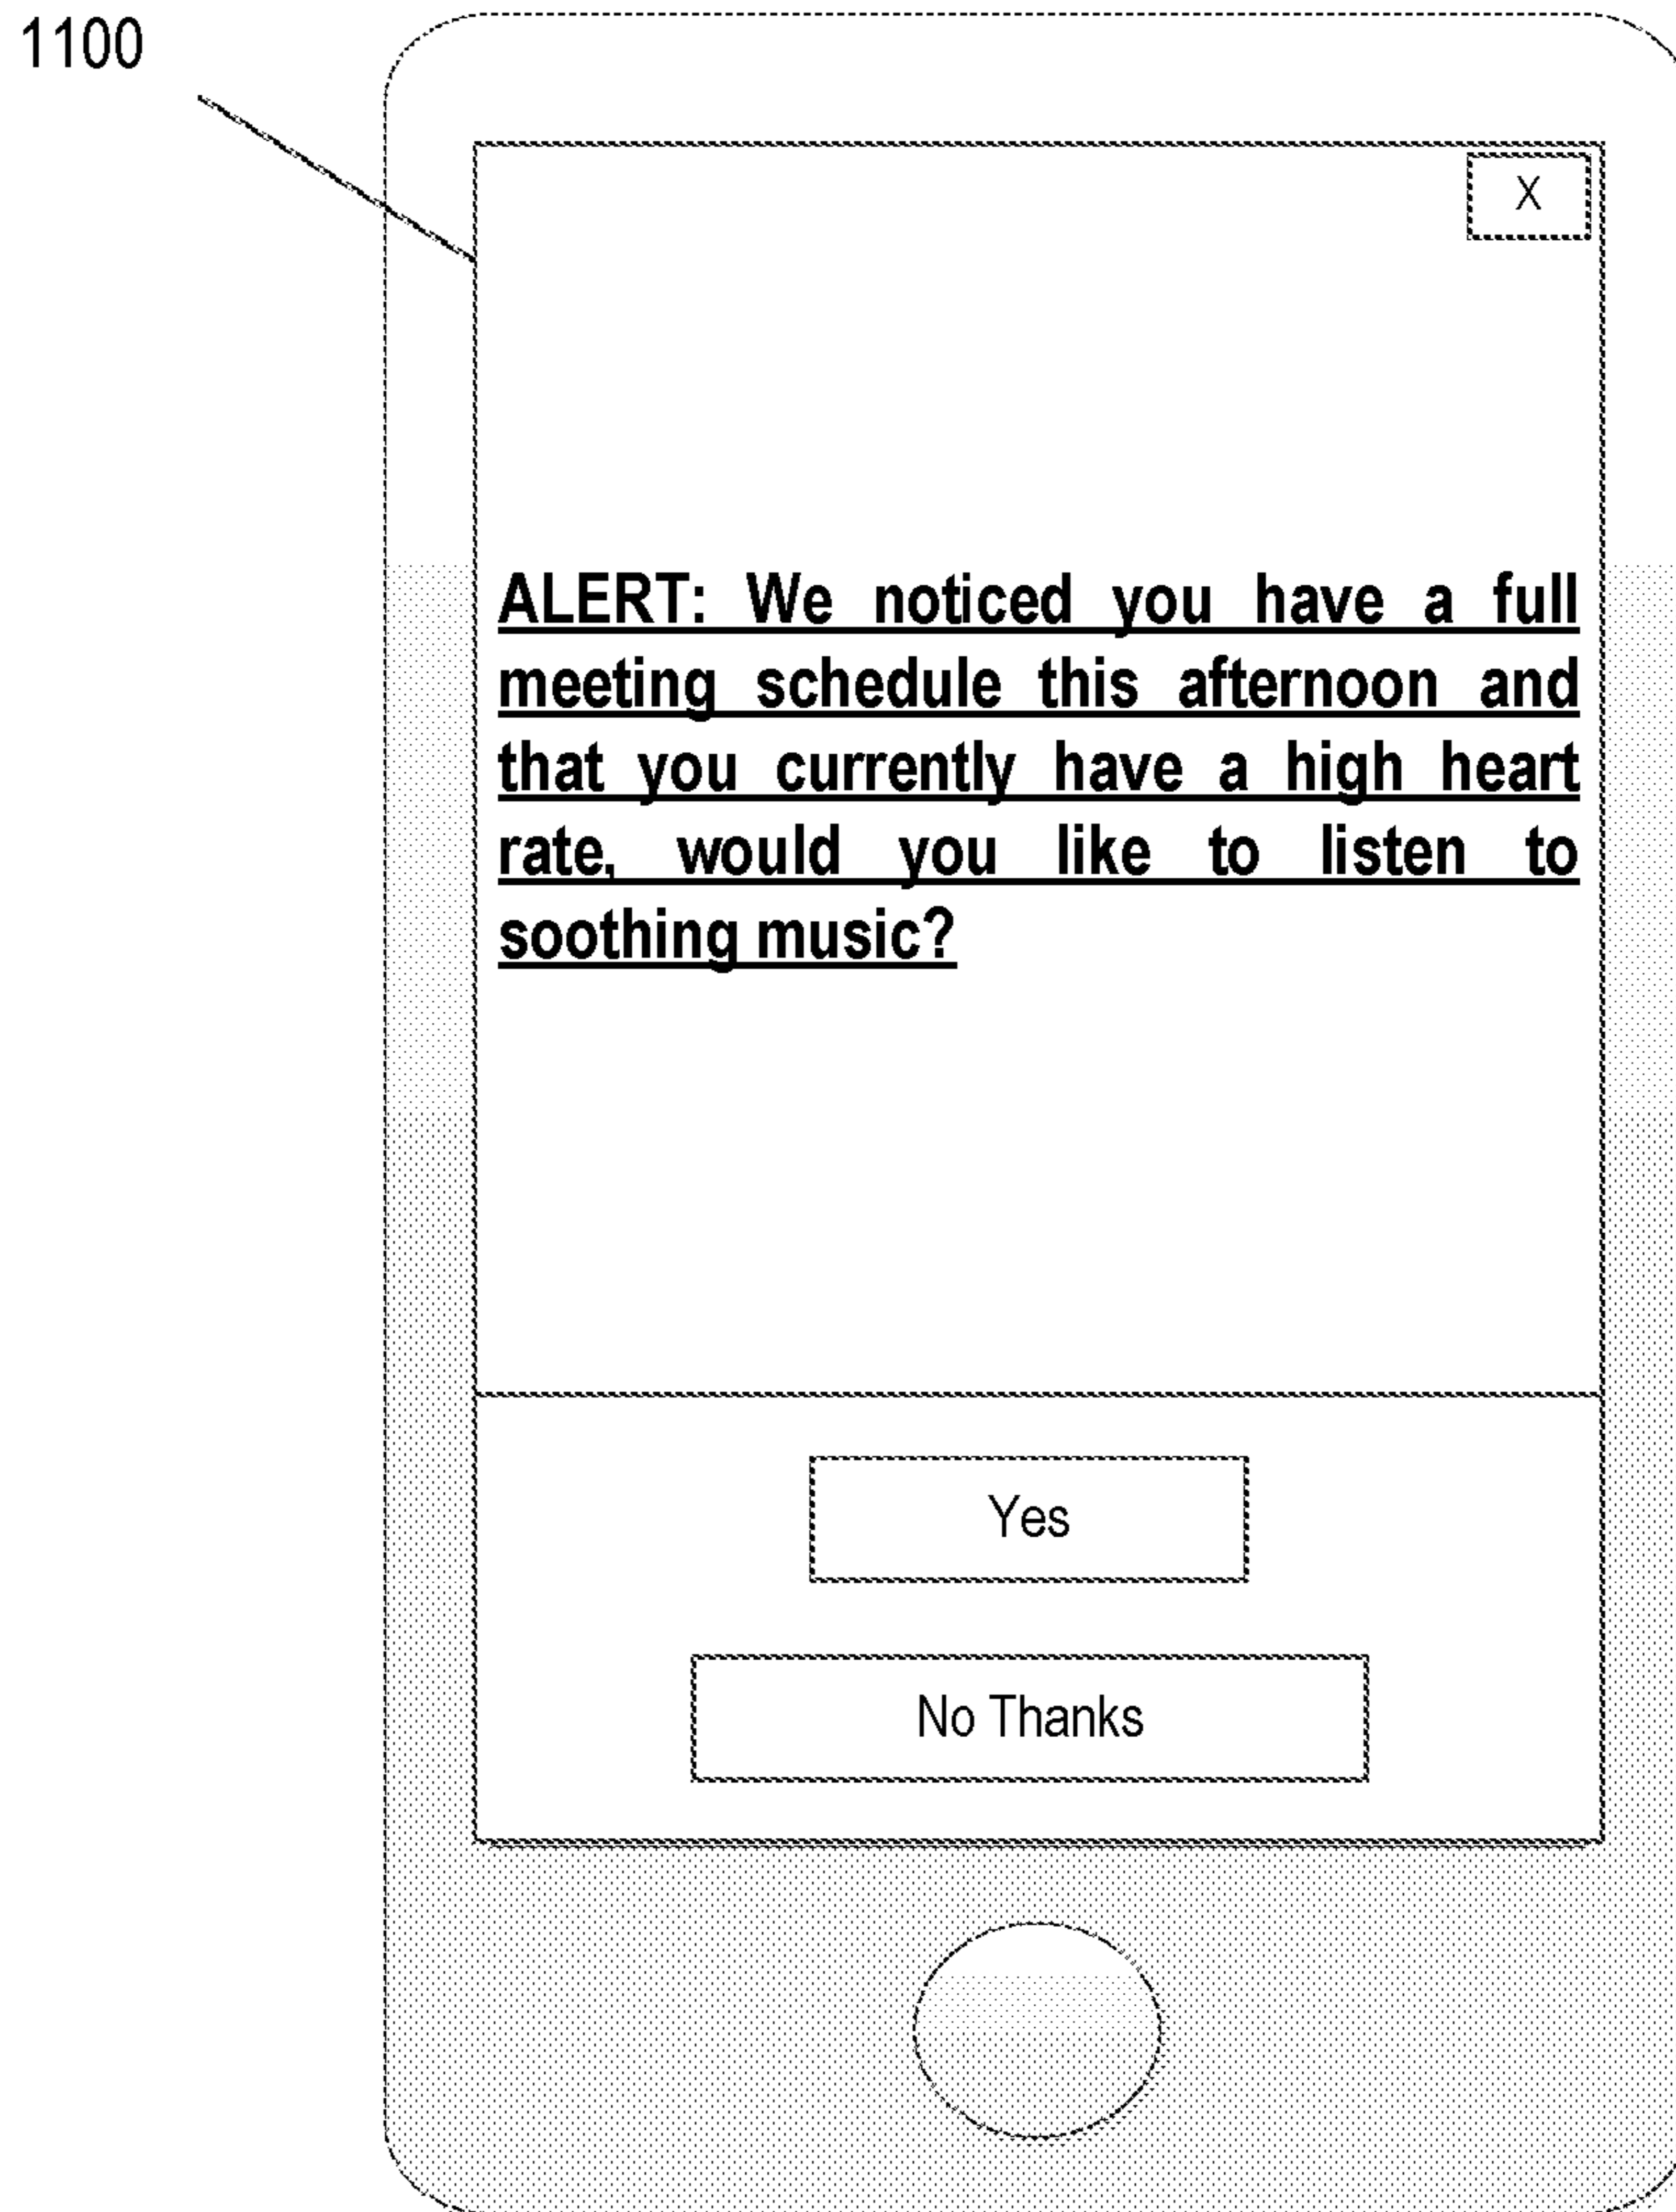 1100
X
ALERT: We noticed you have a full
meeting schedule this afternoon and
that you currently have a high heart
rate, would you like to listen to
soothing music?
Yes
No Thanks